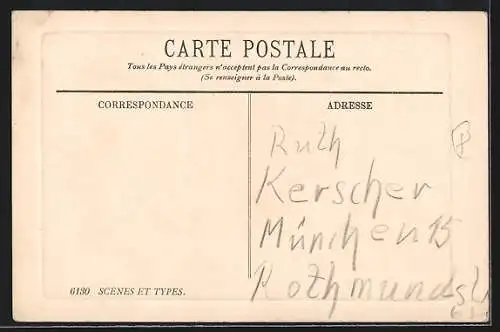 CARTE POSTALE
Tous les Pays étrangers n'acceptent pas la Correspondance au recto.
(Se renseigner à la Poste).
CORRESPONDANCE
ADRESSE
Ruth
Kerscher
München 15
6130 SCÈNES ET TYPES.